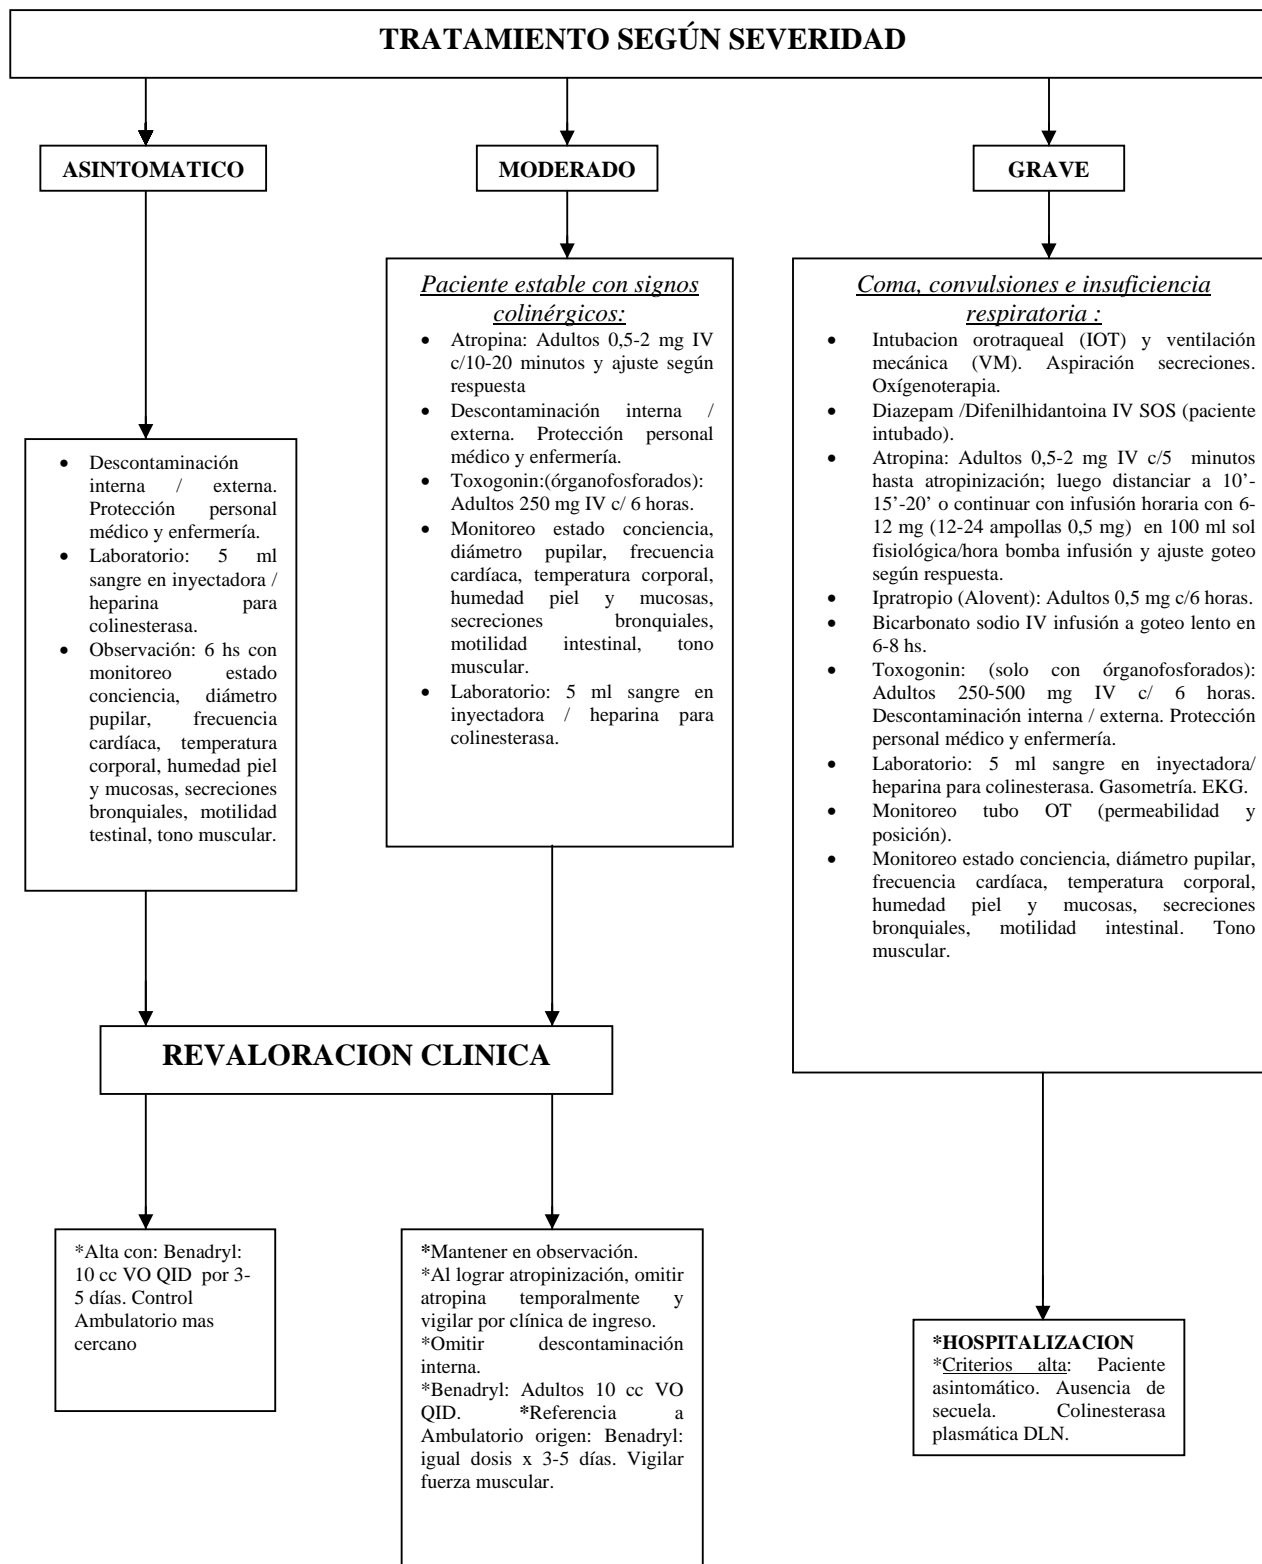 TRATAMIENTO SEGÚN SEVERIDAD
ASINTOMATICO
MODERADO
GRAVE
• Descontaminación
interna / externa.
Protección personal
médico y enfermería.
• Laboratorio: 5 ml
sangre en inyectadora /
heparina para
colinesterasa.
• Observación: 6 hs con
monitoreo estado
conciencia, diámetro
pupilar, frecuencia
cardíaca, temperatura
corporal, humedad piel
y mucosas, secreciones
bronquiales, motilidad
testinal, tono muscular.
Paciente estable con signos
colinérgicos:
• Atropina: Adultos 0,5-2 mg IV
c/10-20 minutos y ajuste según
respuesta
• Descontaminación interna /
externa. Protección personal
médico y enfermería.
• Toxogonin:(órganofosforados):
Adultos 250 mg IV c/ 6 horas.
• Monitoreo estado conciencia,
diámetro pupilar, frecuencia
cardíaca, temperatura corporal,
humedad piel y mucosas,
secreciones bronquiales,
motilidad intestinal, tono
muscular.
• Laboratorio: 5 ml sangre en
inyectadora / heparina para
colinesterasa.
Coma, convulsiones e insuficiencia
respiratoria :
• Intubacion orotraqueal (IOT) y ventilación
mecánica (VM). Aspiración secreciones.
Oxígenoterapia.
• Diazepam /Difenilhidantoina IV SOS (paciente
intubado).
• Atropina: Adultos 0,5-2 mg IV c/5 minutos
hasta atropinización; luego distanciar a 10’-
15’-20’ o continuar con infusión horaria con 6-
12 mg (12-24 ampollas 0,5 mg) en 100 ml sol
fisiológica/hora bomba infusión y ajuste goteo
según respuesta.
• Ipratropio (Alovent): Adultos 0,5 mg c/6 horas.
• Bicarbonato sodio IV infusión a goteo lento en
6-8 hs.
• Toxogonin: (solo con órganofosforados):
Adultos 250-500 mg IV c/ 6 horas.
Descontaminación interna / externa. Protección
personal médico y enfermería.
• Laboratorio: 5 ml sangre en inyectadora/
heparina para colinesterasa. Gasometría. EKG.
• Monitoreo tubo OT (permeabilidad y
posición).
• Monitoreo estado conciencia, diámetro pupilar,
frecuencia cardíaca, temperatura corporal,
humedad piel y mucosas, secreciones
bronquiales, motilidad intestinal. Tono
muscular.
REVALORACION CLINICA
*Alta con: Benadryl:
10 cc VO QID por 3-
5 días. Control
Ambulatorio mas
cercano
*Mantener en observación.
*Al lograr atropinización, omitir
atropina temporalmente y
vigilar por clínica de ingreso.
*Omitir descontaminación
interna.
*Benadryl: Adultos 10 cc VO
QID. *Referencia a
Ambulatorio origen: Benadryl:
igual dosis x 3-5 días. Vigilar
fuerza muscular.
*HOSPITALIZACION
*Criterios alta: Paciente
asintomático. Ausencia de
secuela. Colinesterasa
plasmática DLN.